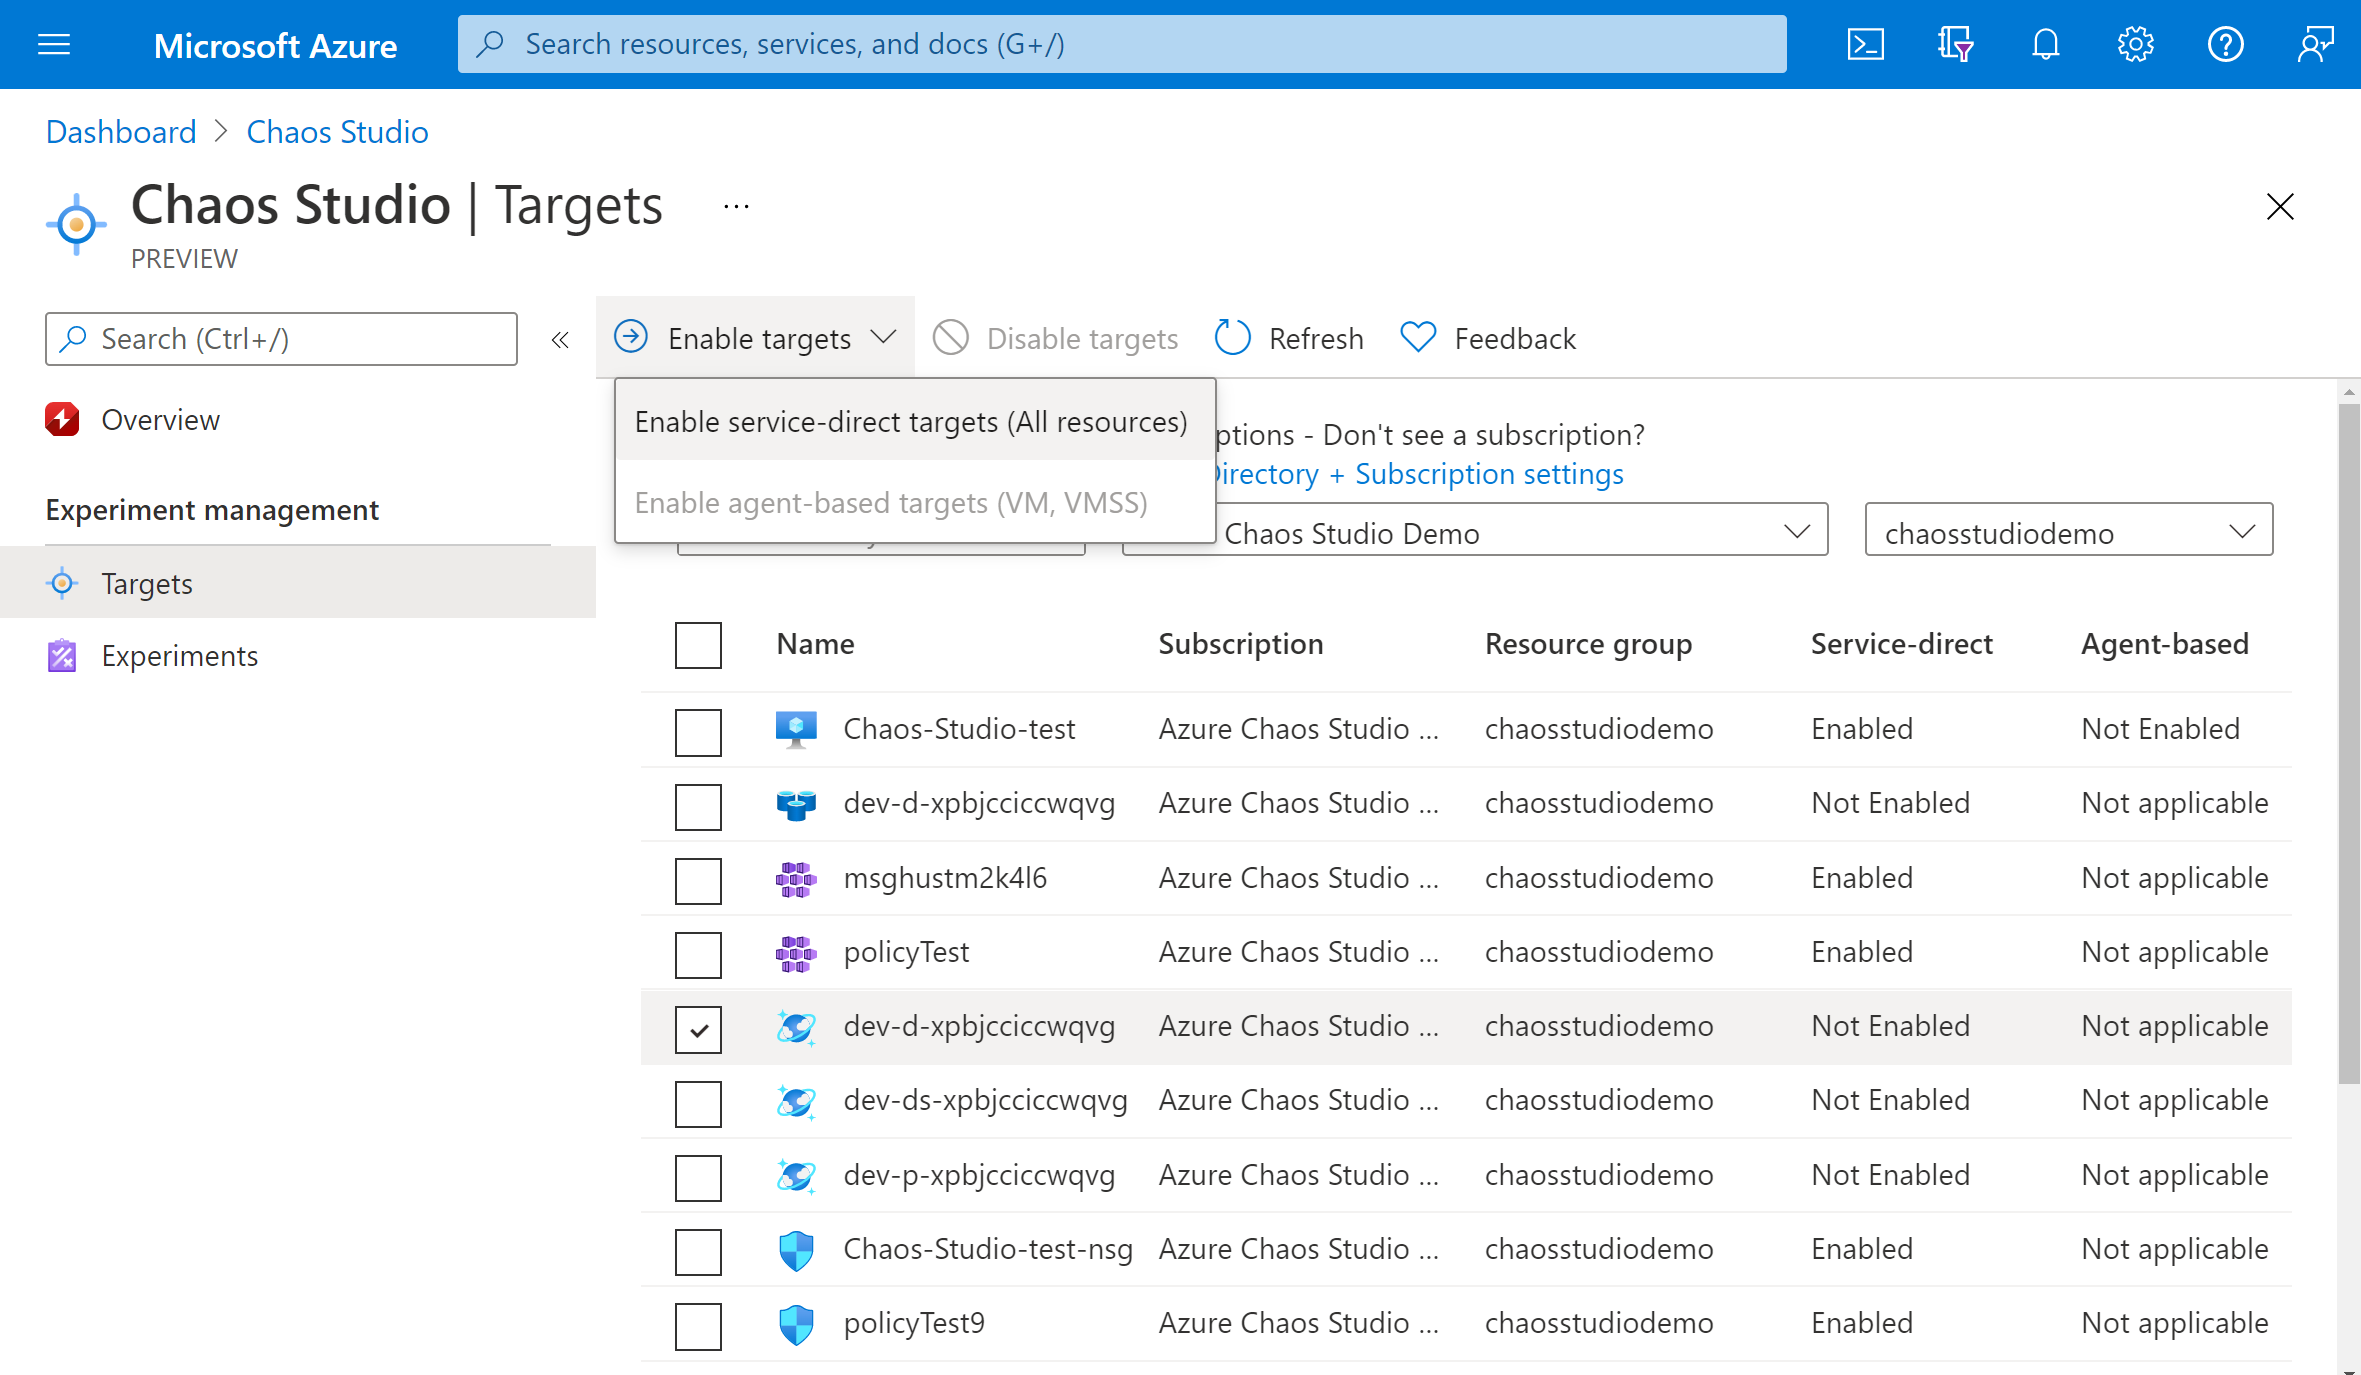 Microsoft Azure
Search resources, services, and docs (G+/)
Dashboard > Chaos Studio
Chaos Studio | Targets ...
PREVIEW
Search (Ctrl+/)
«
Enable targets
Disable targets
Refresh
Feedback
Overview
Experiment management
Targets
Experiments
Enable service-direct targets (All resources)
Enable agent-based targets (VM, VMSS)
ptions - Don't see a subscription?
Directory + Subscription settings
Chaos Studio Demo
chaosstudiodemo
Name Subscription Resource group Service-direct Agent-based
Chaos-Studio-test Azure Chaos Studio ... chaosstudiodemo Enabled Not Enabled
dev-d-xpbjcciccwqvg Azure Chaos Studio ... chaosstudiodemo Not Enabled Not applicable
msghustm2k4l6 Azure Chaos Studio ... chaosstudiodemo Enabled Not applicable
policyTest Azure Chaos Studio ... chaosstudiodemo Enabled Not applicable
dev-d-xpbjcciccwqvg Azure Chaos Studio ... chaosstudiodemo Not Enabled Not applicable
dev-ds-xpbjcciccwqvg Azure Chaos Studio ... chaosstudiodemo Not Enabled Not applicable
dev-p-xpbjcciccwqvg Azure Chaos Studio ... chaosstudiodemo Not Enabled Not applicable
Chaos-Studio-test-nsg Azure Chaos Studio ... chaosstudiodemo Enabled Not applicable
policyTest9 Azure Chaos Studio ... chaosstudiodemo Enabled Not applicable